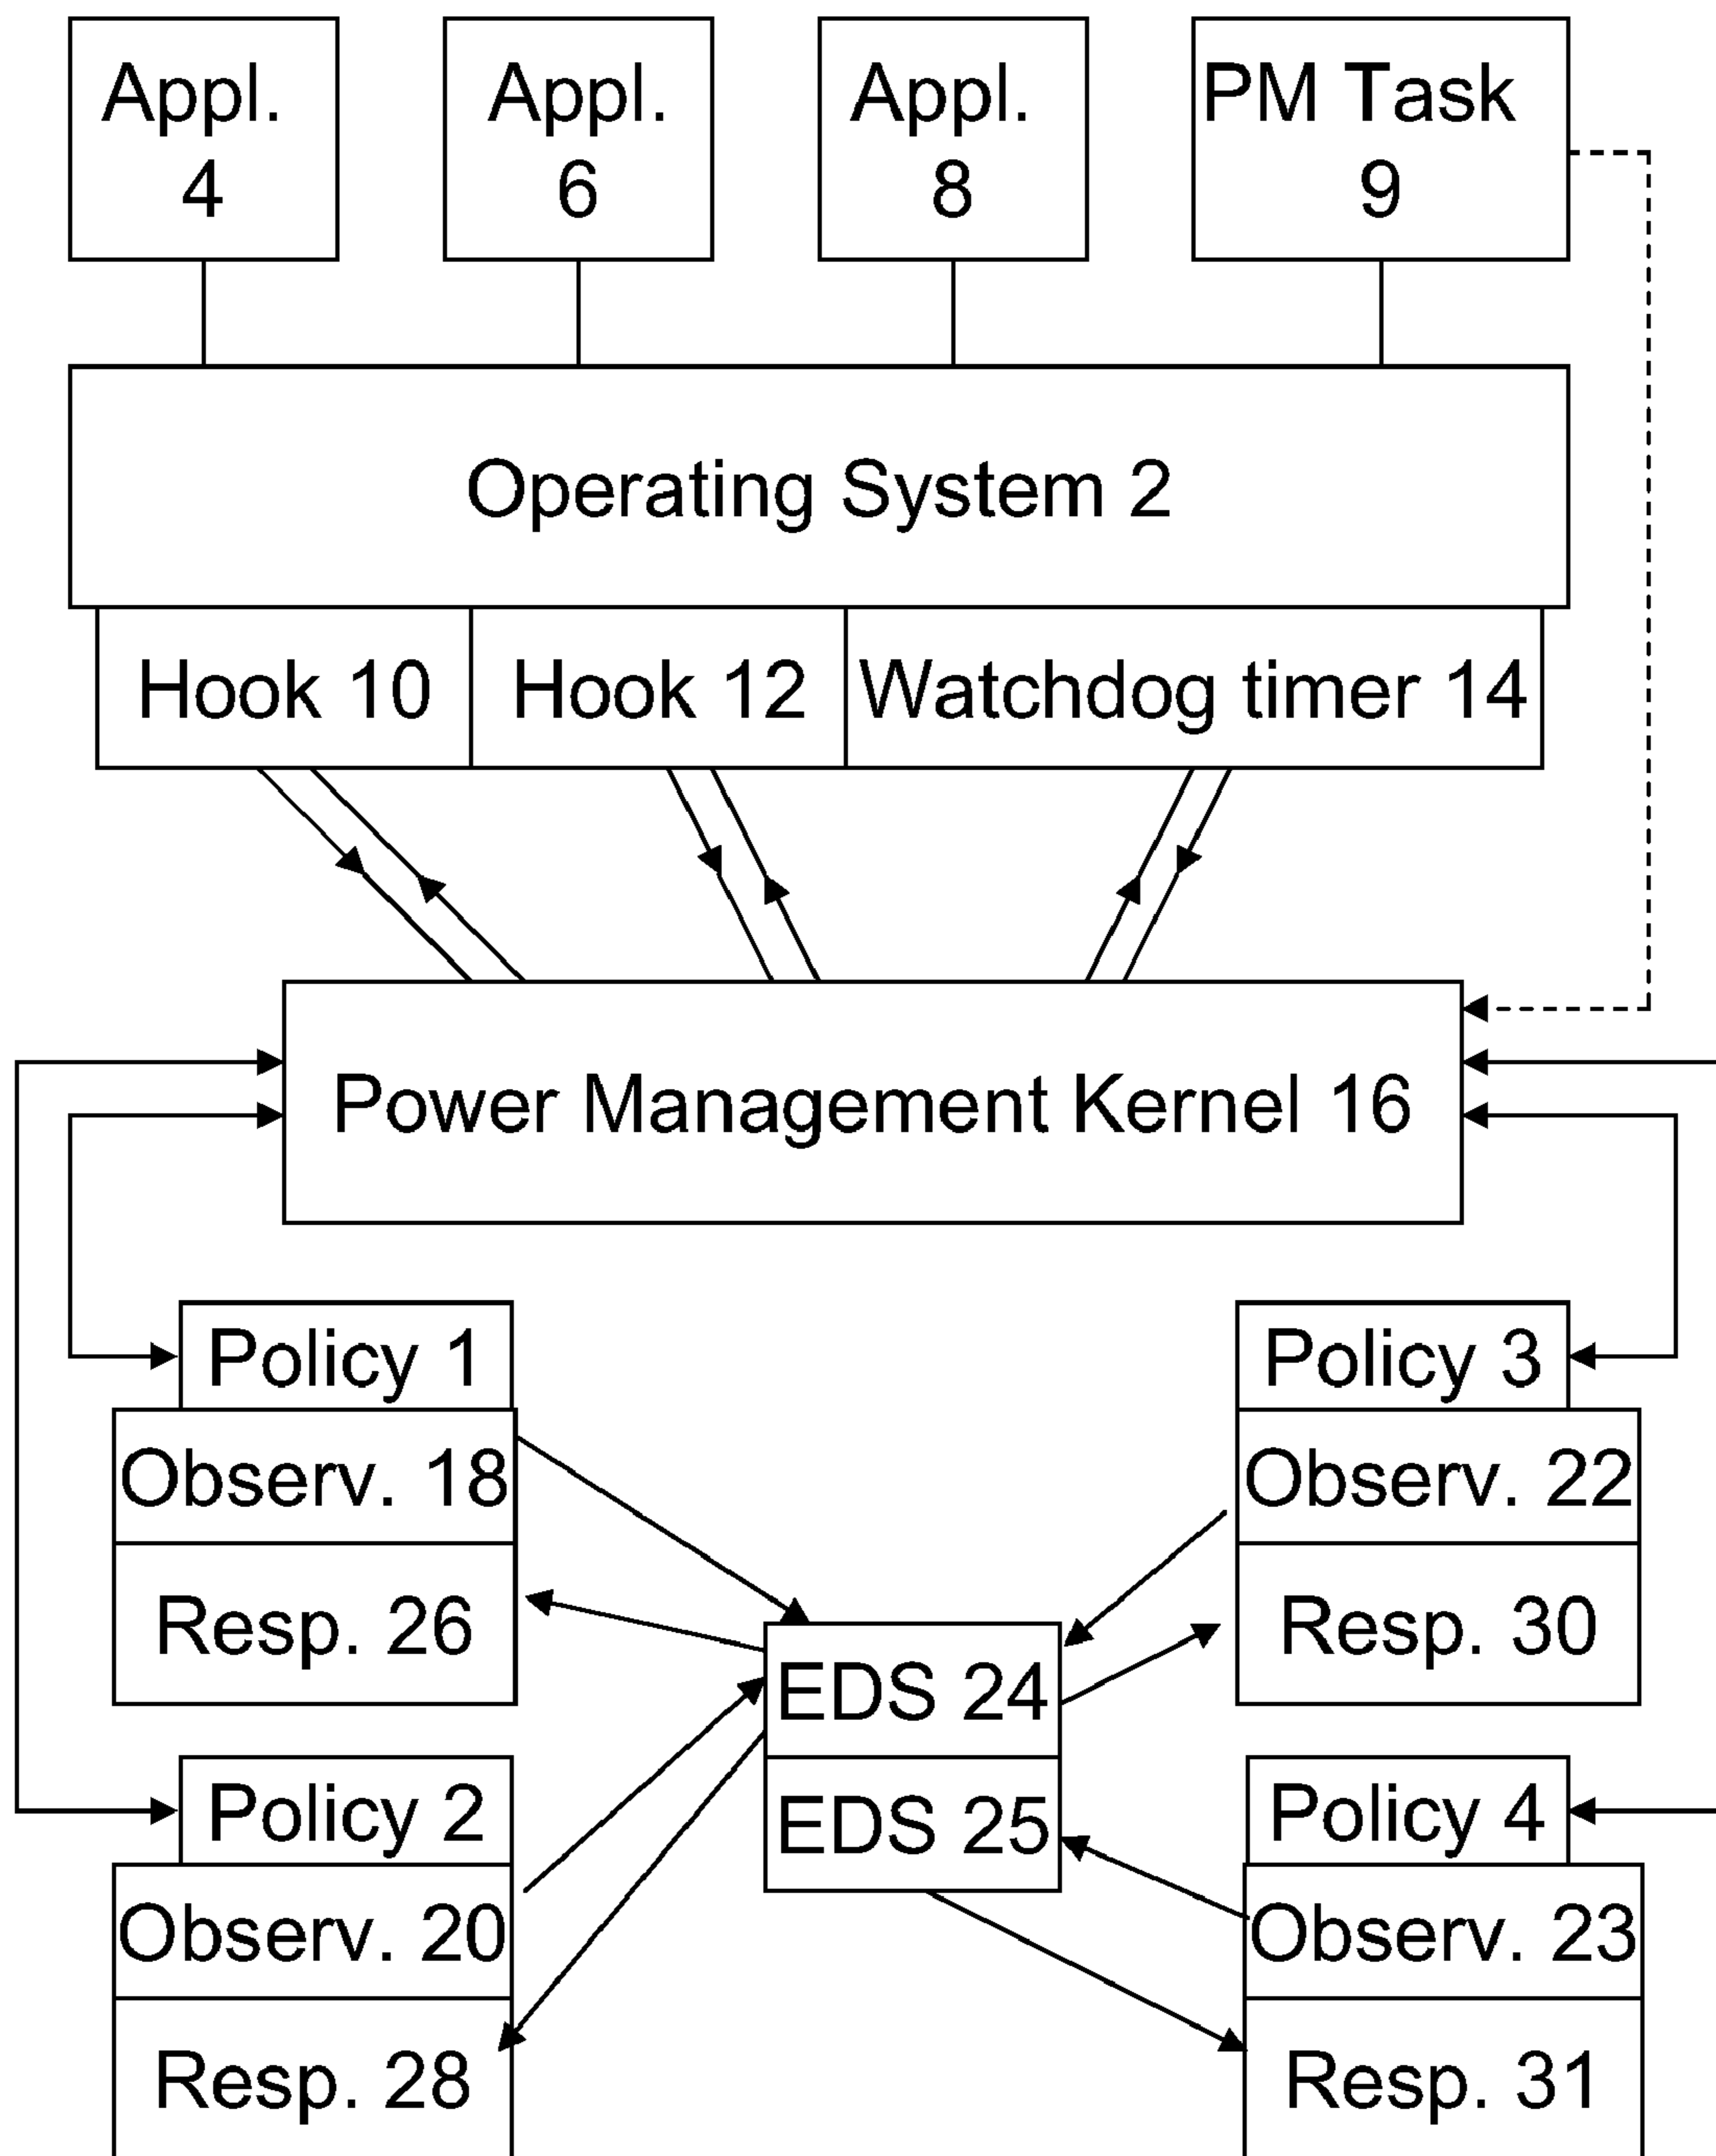 Appl.
4
Appl.
6
Appl.
8
PM Task
9
Operating System 2
Hook 10
Hook 12
Watchdog timer 14
Power Management Kernel 16
Policy 1
Observ. 18
Resp. 26
Policy 3
Observ. 22
Resp. 30
EDS 24
EDS 25
Policy 2
Observ. 20
Resp. 28
Policy 4
Observ. 23
Resp. 31